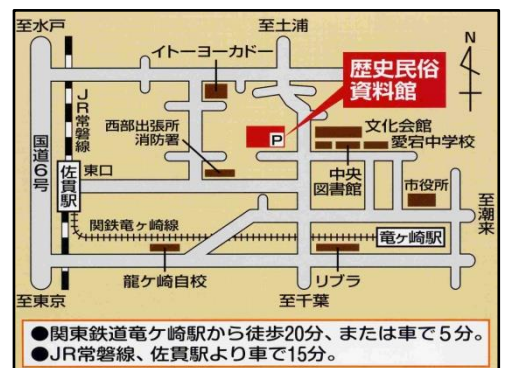 至水戸
至土浦
イトーヨーカドー
N
歴史民俗
資料館
JR常磐線
国道6号
西部出張所
消防署
P
文化会館
愛宕中学校
佐貫駅
東口
中央
図書館
市役所
至潮来
関鉄竜ヶ崎線
竜ヶ崎駅
龍ケ崎自校
リブラ
至東京
至千葉
●関東鉄道竜ケ崎駅から徒歩20分、または車で5分。
●JR常磐線、佐貫駅より車で15分。